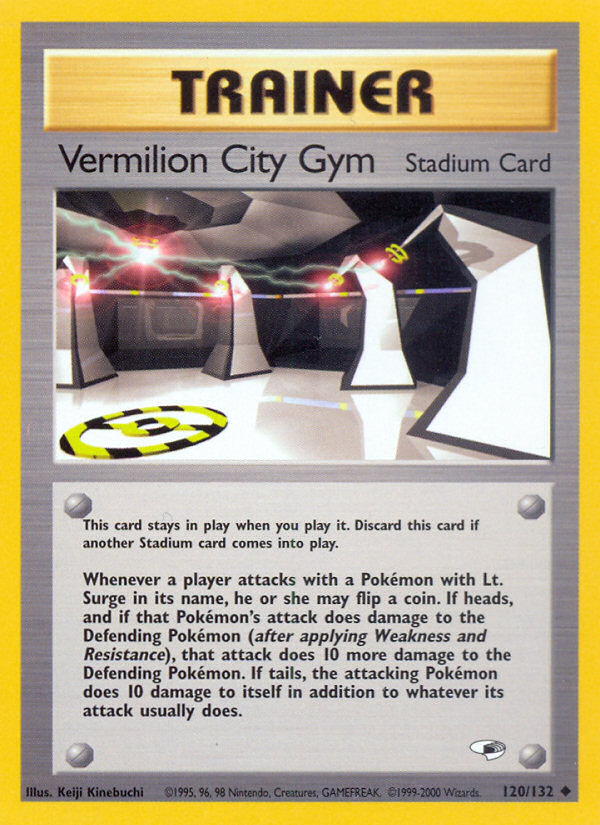 TRAINER
Vermilion City Gym Stadium Card
This card stays in play when you play it. Discard this card if
another Stadium card comes into play.
Whenever a player attacks with a Pokémon with Lt.
Surge in its name, he or she may flip a coin. If heads,
and if that Pokémon's attack does damage to the
Defending Pokémon (after applying Weakness and
Resistance), that attack does 10 more damage to the
Defending Pokémon. If tails, the attacking Pokémon
does 10 damage to itself in addition to whatever its
attack usually does.
Illus. Keiji Kinebuchi ©1995, 96, 98 Nintendo, Creatures, GAMEFREAK. ©1999-2000 Wizards. 120/132 ◆